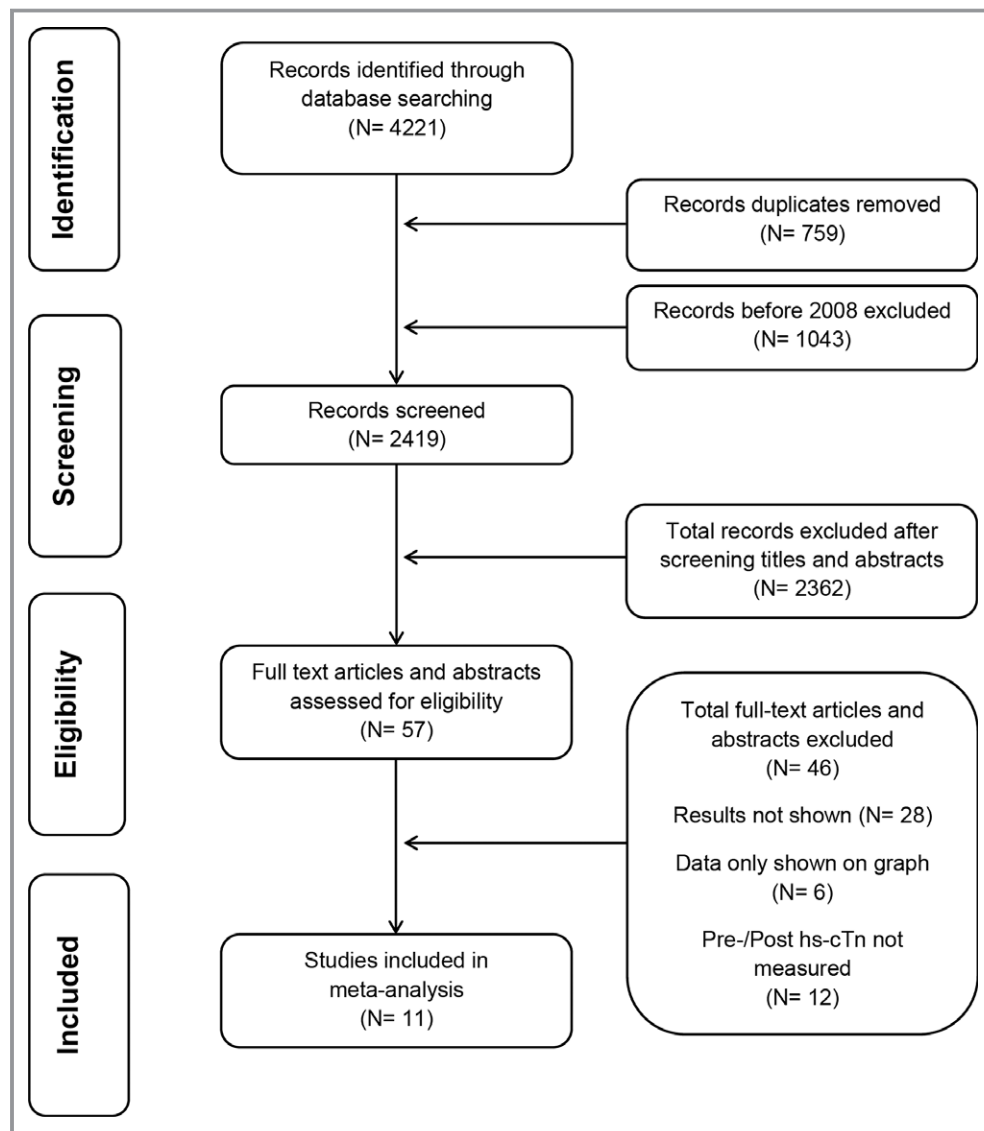 Identification
Records identified through
database searching
(N= 4221)
Records duplicates removed
(N= 759)
Records before 2008 excluded
(N= 1043)
Screening
Records screened
(N= 2419)
Total records excluded after
screening titles and abstracts
(N= 2362)
Eligibility
Full text articles and abstracts
assessed for eligibility
(N= 57)
Total full-text articles and
abstracts excluded
(N= 46)
Results not shown (N= 28)
Data only shown on graph
(N= 6)
Pre-/Post hs-cTn not
measured
(N= 12)
Included
Studies included in
meta-analysis
(N= 11)